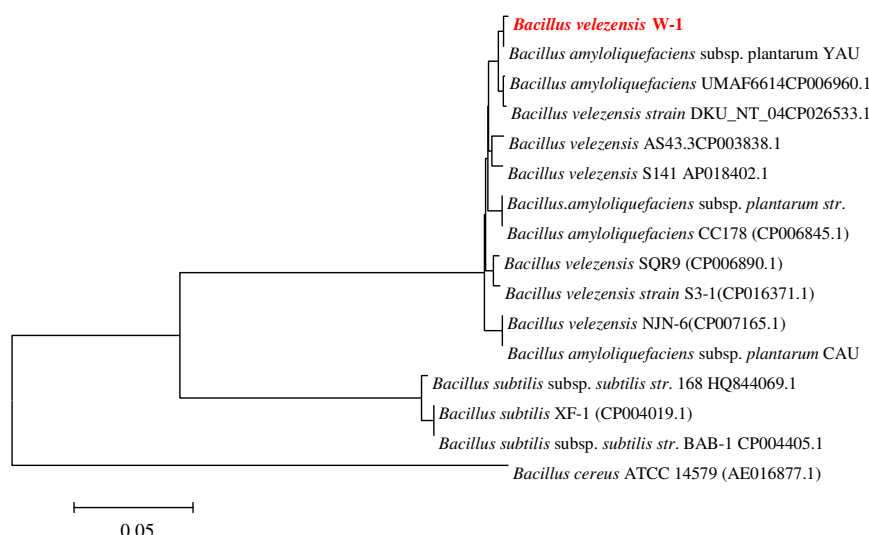 Bacillus velezensis W-1
Bacillus amyloliquefaciens subsp. plantarum YAU
Bacillus amyloliquefaciens UMAF6614CP006960.1
Bacillus velezensis strain DKU_NT_04CP026533.1
Bacillus velezensis AS43.3CP003838.1
Bacillus velezensis S141 AP018402.1
Bacillus.amyloliquefaciens subsp. plantarum str.
Bacillus amyloliquefaciens CC178 (CP006845.1)
Bacillus velezensis SQR9 (CP006890.1)
Bacillus velezensis strain S3-1(CP016371.1)
Bacillus velezensis NJN-6(CP007165.1)
Bacillus amyloliquefaciens subsp. plantarum CAU
Bacillus subtilis subsp. subtilis str. 168 HQ844069.1
Bacillus subtilis XF-1 (CP004019.1)
Bacillus subtilis subsp. subtilis str. BAB-1 CP004405.1
Bacillus cereus ATCC 14579 (AE016877.1)
0.05